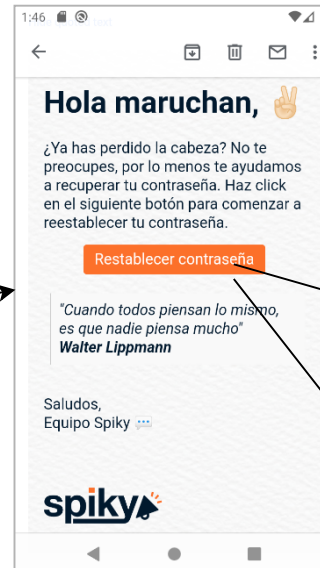 1:46
Hola maruchan, ✌🏻
¿Ya has perdido la cabeza? No te
preocupes, por lo menos te ayudamos
a recuperar tu contraseña. Haz click
en el siguiente botón para comenzar a
reestablecer tu contraseña.
Restablecer contraseña
"Cuando todos piensan lo mismo,
es que nadie piensa mucho"
Walter Lippmann
Saludos,
Equipo Spiky 💬
spiky